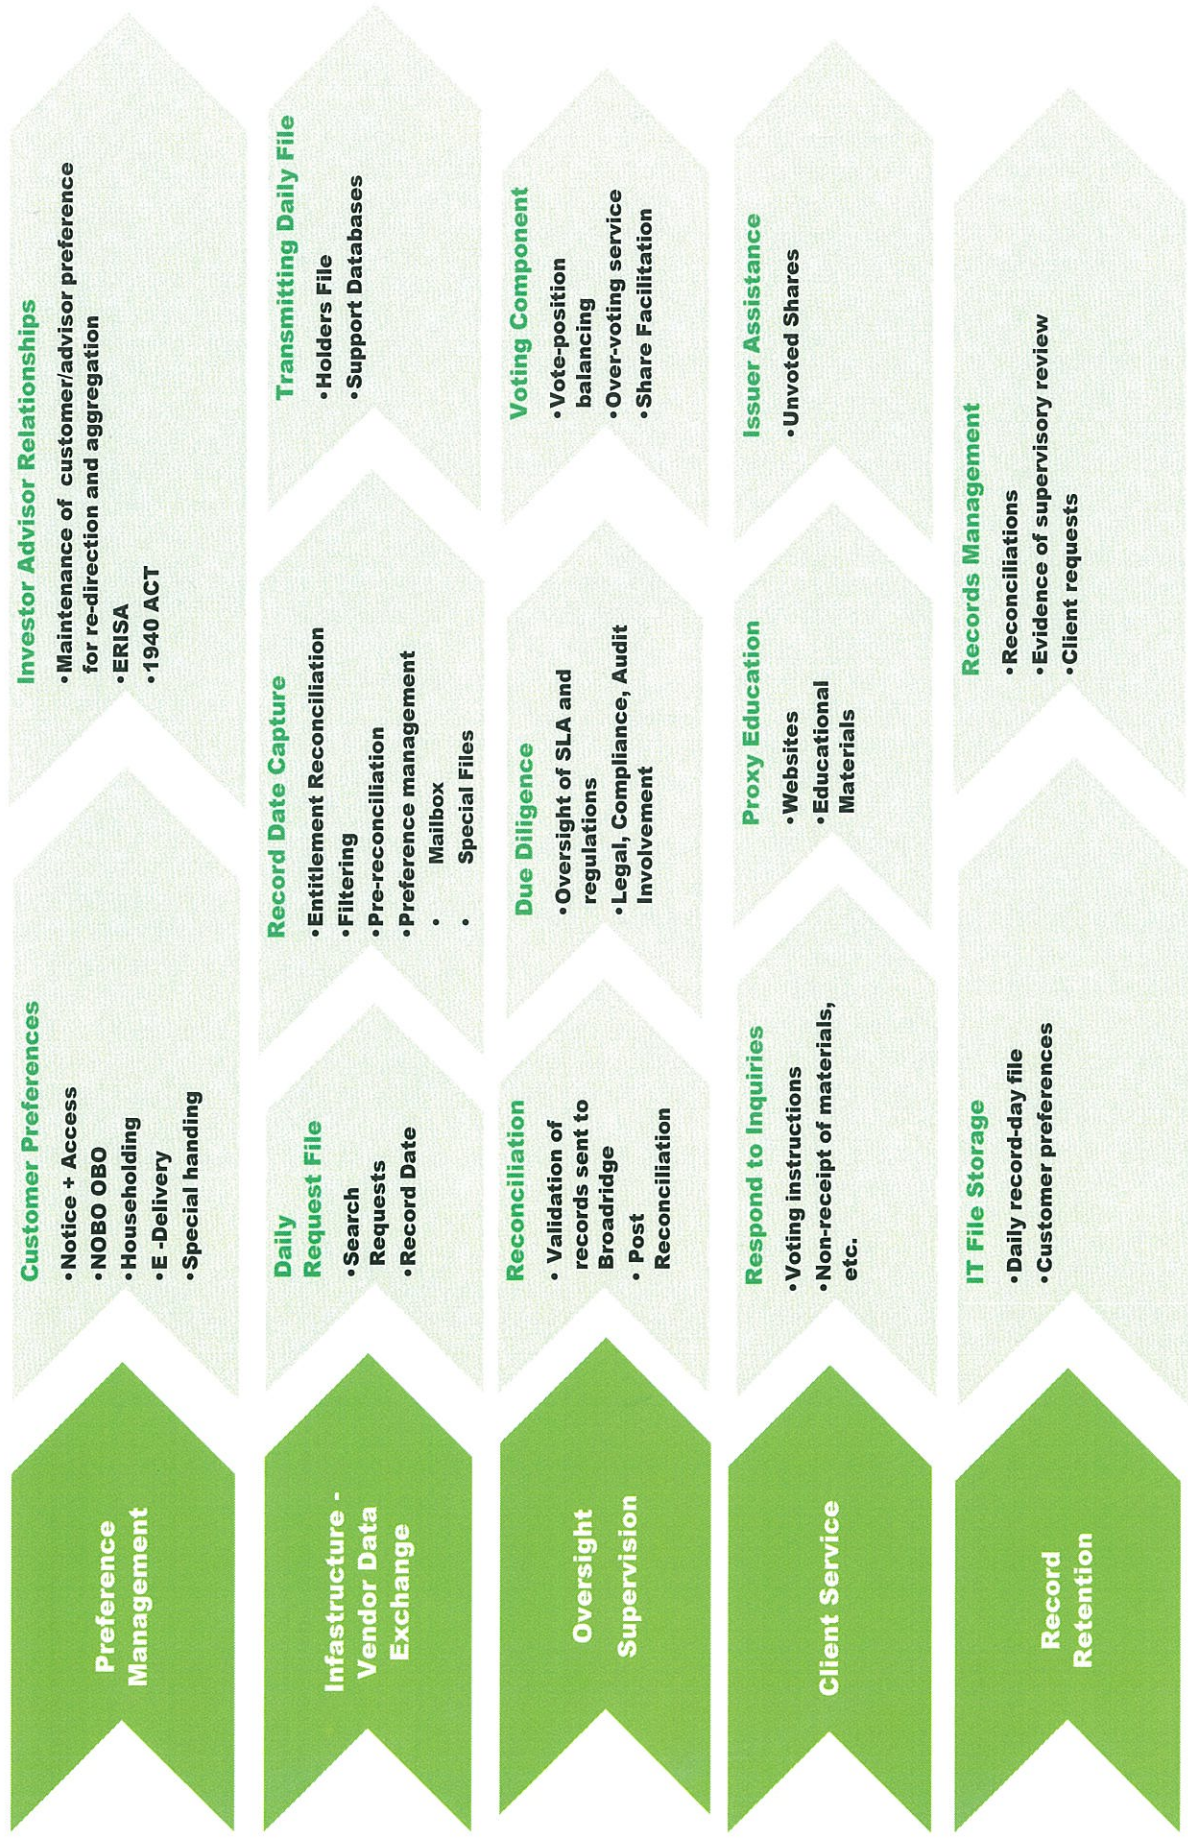 Preference
Management
Customer Preferences
•Notice + Access
•NOBO OBO
•Householding
•E -Delivery
•Special handing
Investor Advisor Relationships
•Maintenance of customer/advisor preference
for re-direction and aggregation
•ERISA
•1940 ACT
Infastructure -
Vendor Data
Exchange
Daily
Request File
•Search
Requests
•Record Date
Record Date Capture
•Entitlement Reconciliation
•Filtering
•Pre-reconciliation
•Preference management
• Mailbox
• Special Files
Transmitting Daily File
•Holders File
•Support Databases
Oversight
Supervision
Reconciliation
• Validation of
records sent to
Broadridge
• Post
Reconciliation
Due Diligence
•Oversight of SLA and
regulations
•Legal, Compliance, Audit
Involvement
Voting Component
•Vote-position
balancing
•Over-voting service
•Share Facilitation
Client Service
Respond to Inquiries
•Voting instructions
•Non-receipt of materials,
etc.
Proxy Education
•Websites
•Educational
Materials
Issuer Assistance
•Unvoted Shares
Record
Retention
IT File Storage
•Daily record-day file
•Customer preferences
Records Management
•Reconciliations
•Evidence of supervisory review
•Client requests